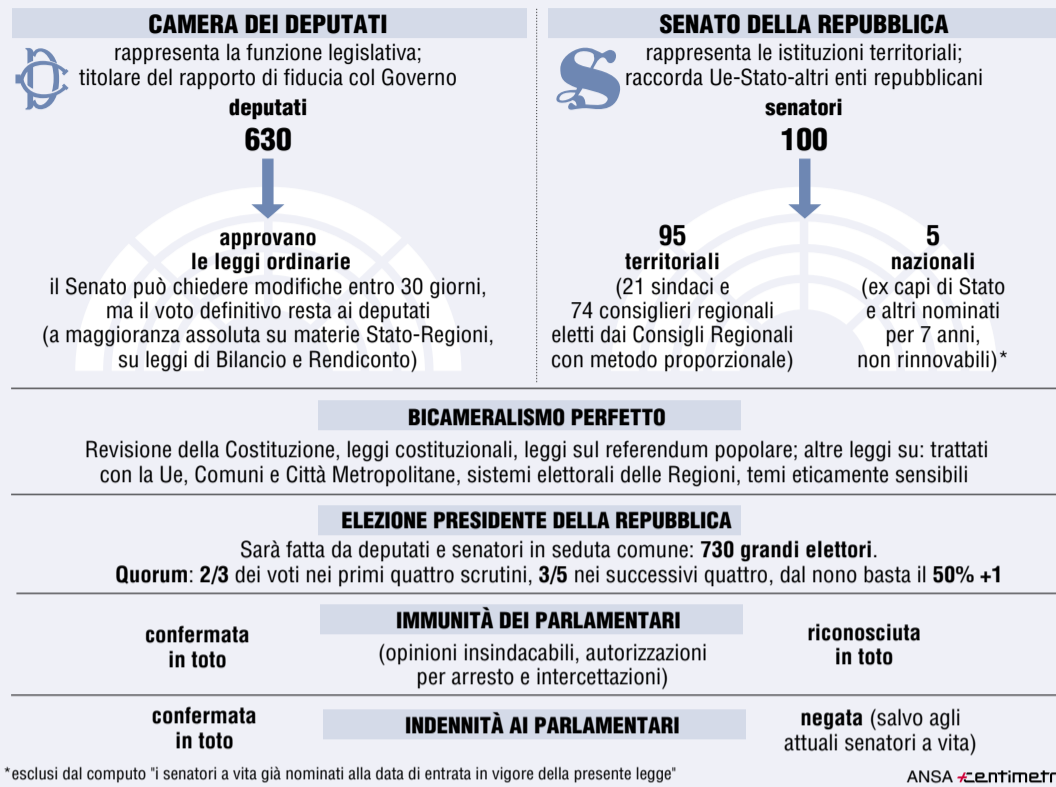 CAMERA DEI DEPUTATI
rappresenta la funzione legislativa;
titolare del rapporto di fiducia col Governo
deputati
630
approvano
le leggi ordinarie
il Senato può chiedere modifiche entro 30 giorni,
ma il voto definitivo resta ai deputati
(a maggioranza assoluta su materie Stato-Regioni,
su leggi di Bilancio e Rendiconto)
SENATO DELLA REPUBBLICA
rappresenta le istituzioni territoriali;
raccorda Ue-Stato-altri enti repubblicani
senatori
100
95
territoriali
(21 sindaci e
74 consiglieri regionali
eletti dai Consigli Regionali
con metodo proporzionale)
5
nazionali
(ex capi di Stato
e altri nominati
per 7 anni,
non rinnovabili)*
BICAMERALISMO PERFETTO
Revisione della Costituzione, leggi costituzionali, leggi sul referendum popolare; altre leggi su: trattati
con la Ue, Comuni e Città Metropolitane, sistemi elettorali delle Regioni, temi eticamente sensibili
ELEZIONE PRESIDENTE DELLA REPUBBLICA
Sarà fatta da deputati e senatori in seduta comune: 730 grandi elettori.
Quorum: 2/3 dei voti nei primi quattro scrutini, 3/5 nei successivi quattro, dal nono basta il 50% +1
confermata
in toto
IMMUNITÀ DEI PARLAMENTARI
(opinioni insindacabili, autorizzazioni
per arresto e intercettazioni)
riconosciuta
in toto
confermata
in toto
INDENNITÀ AI PARLAMENTARI
negata (salvo agli
attuali senatori a vita)
*esclusi dal computo "i senatori a vita già nominati alla data di entrata in vigore della presente legge"
ANSA centimetr